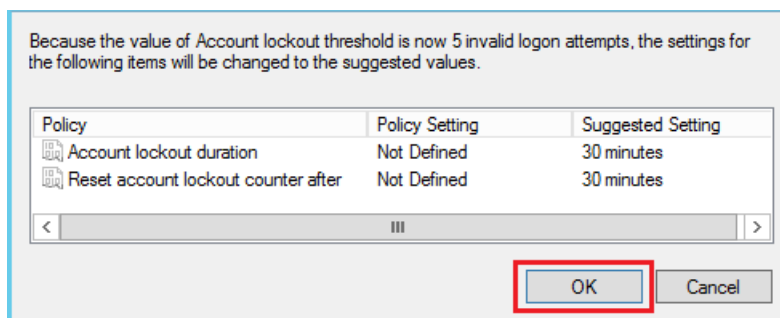 Because the value of Account lockout threshold is now 5 invalid logon attempts, the settings for
the following items will be changed to the suggested values.
Policy Policy Setting Suggested Setting
Account lockout duration Not Defined 30 minutes
Reset account lockout counter after Not Defined 30 minutes
OK Cancel